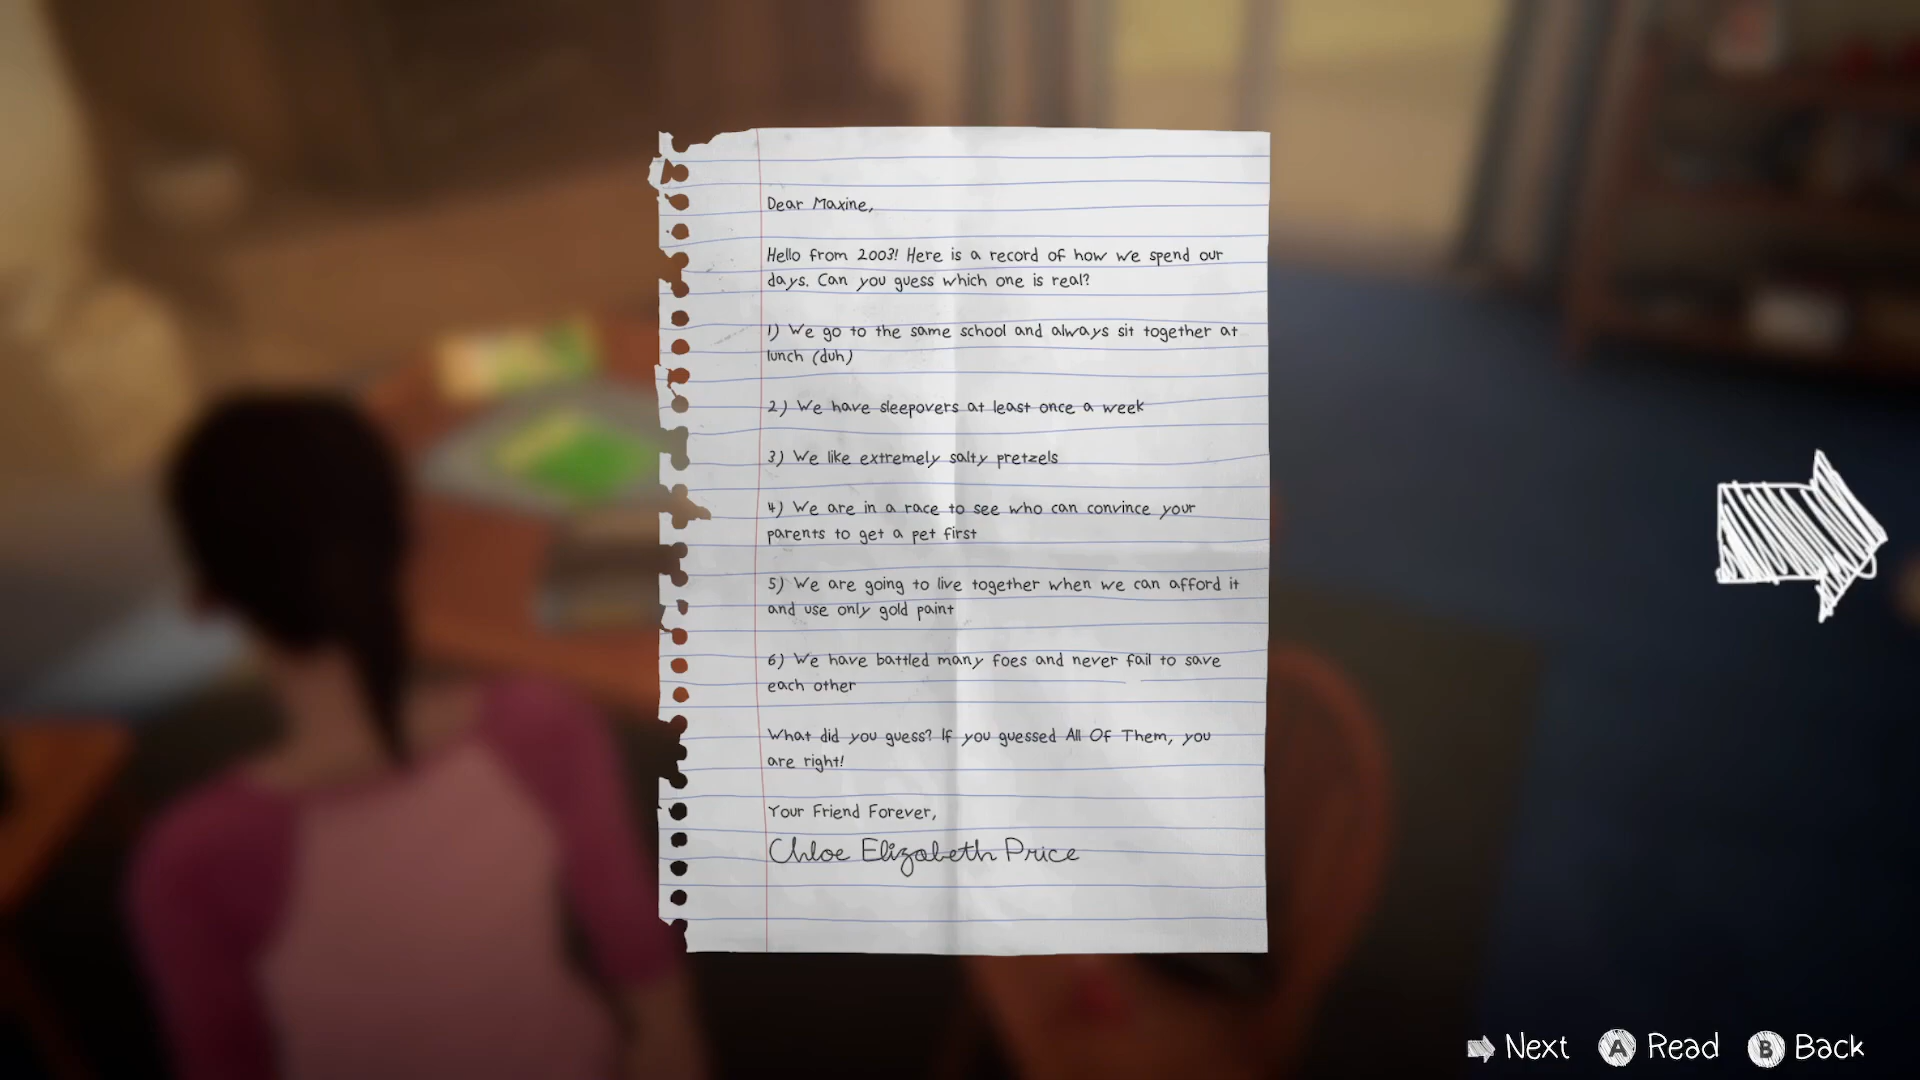 Dear Maxine,
Hello from 2003! Here is a record of how we spend our
days. Can you guess which one is real?
1) We go to the same school and always sit together at
lunch (duh)
2) We have sleepovers at least once a week
3) We like extremely salty pretzels
4) We are in a race to see who can convince your
parents to get a pet first
5) We are going to live together when we can afford it
and use only gold paint
6) We have battled many foes and never fail to save
each other
What did you guess? If you guessed All Of Them, you
are right!
Your Friend Forever,
Chloe Elizabeth Price
Next A Read B Back